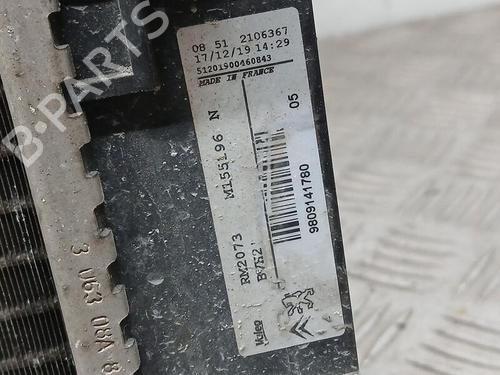 B-PARTS
08 51 2106367
17/12/19 14:29
51201900460843
MADE IN FRANCE
M155196 N
05
RM2073
9809141780
Valeo
3 U63 08A 8